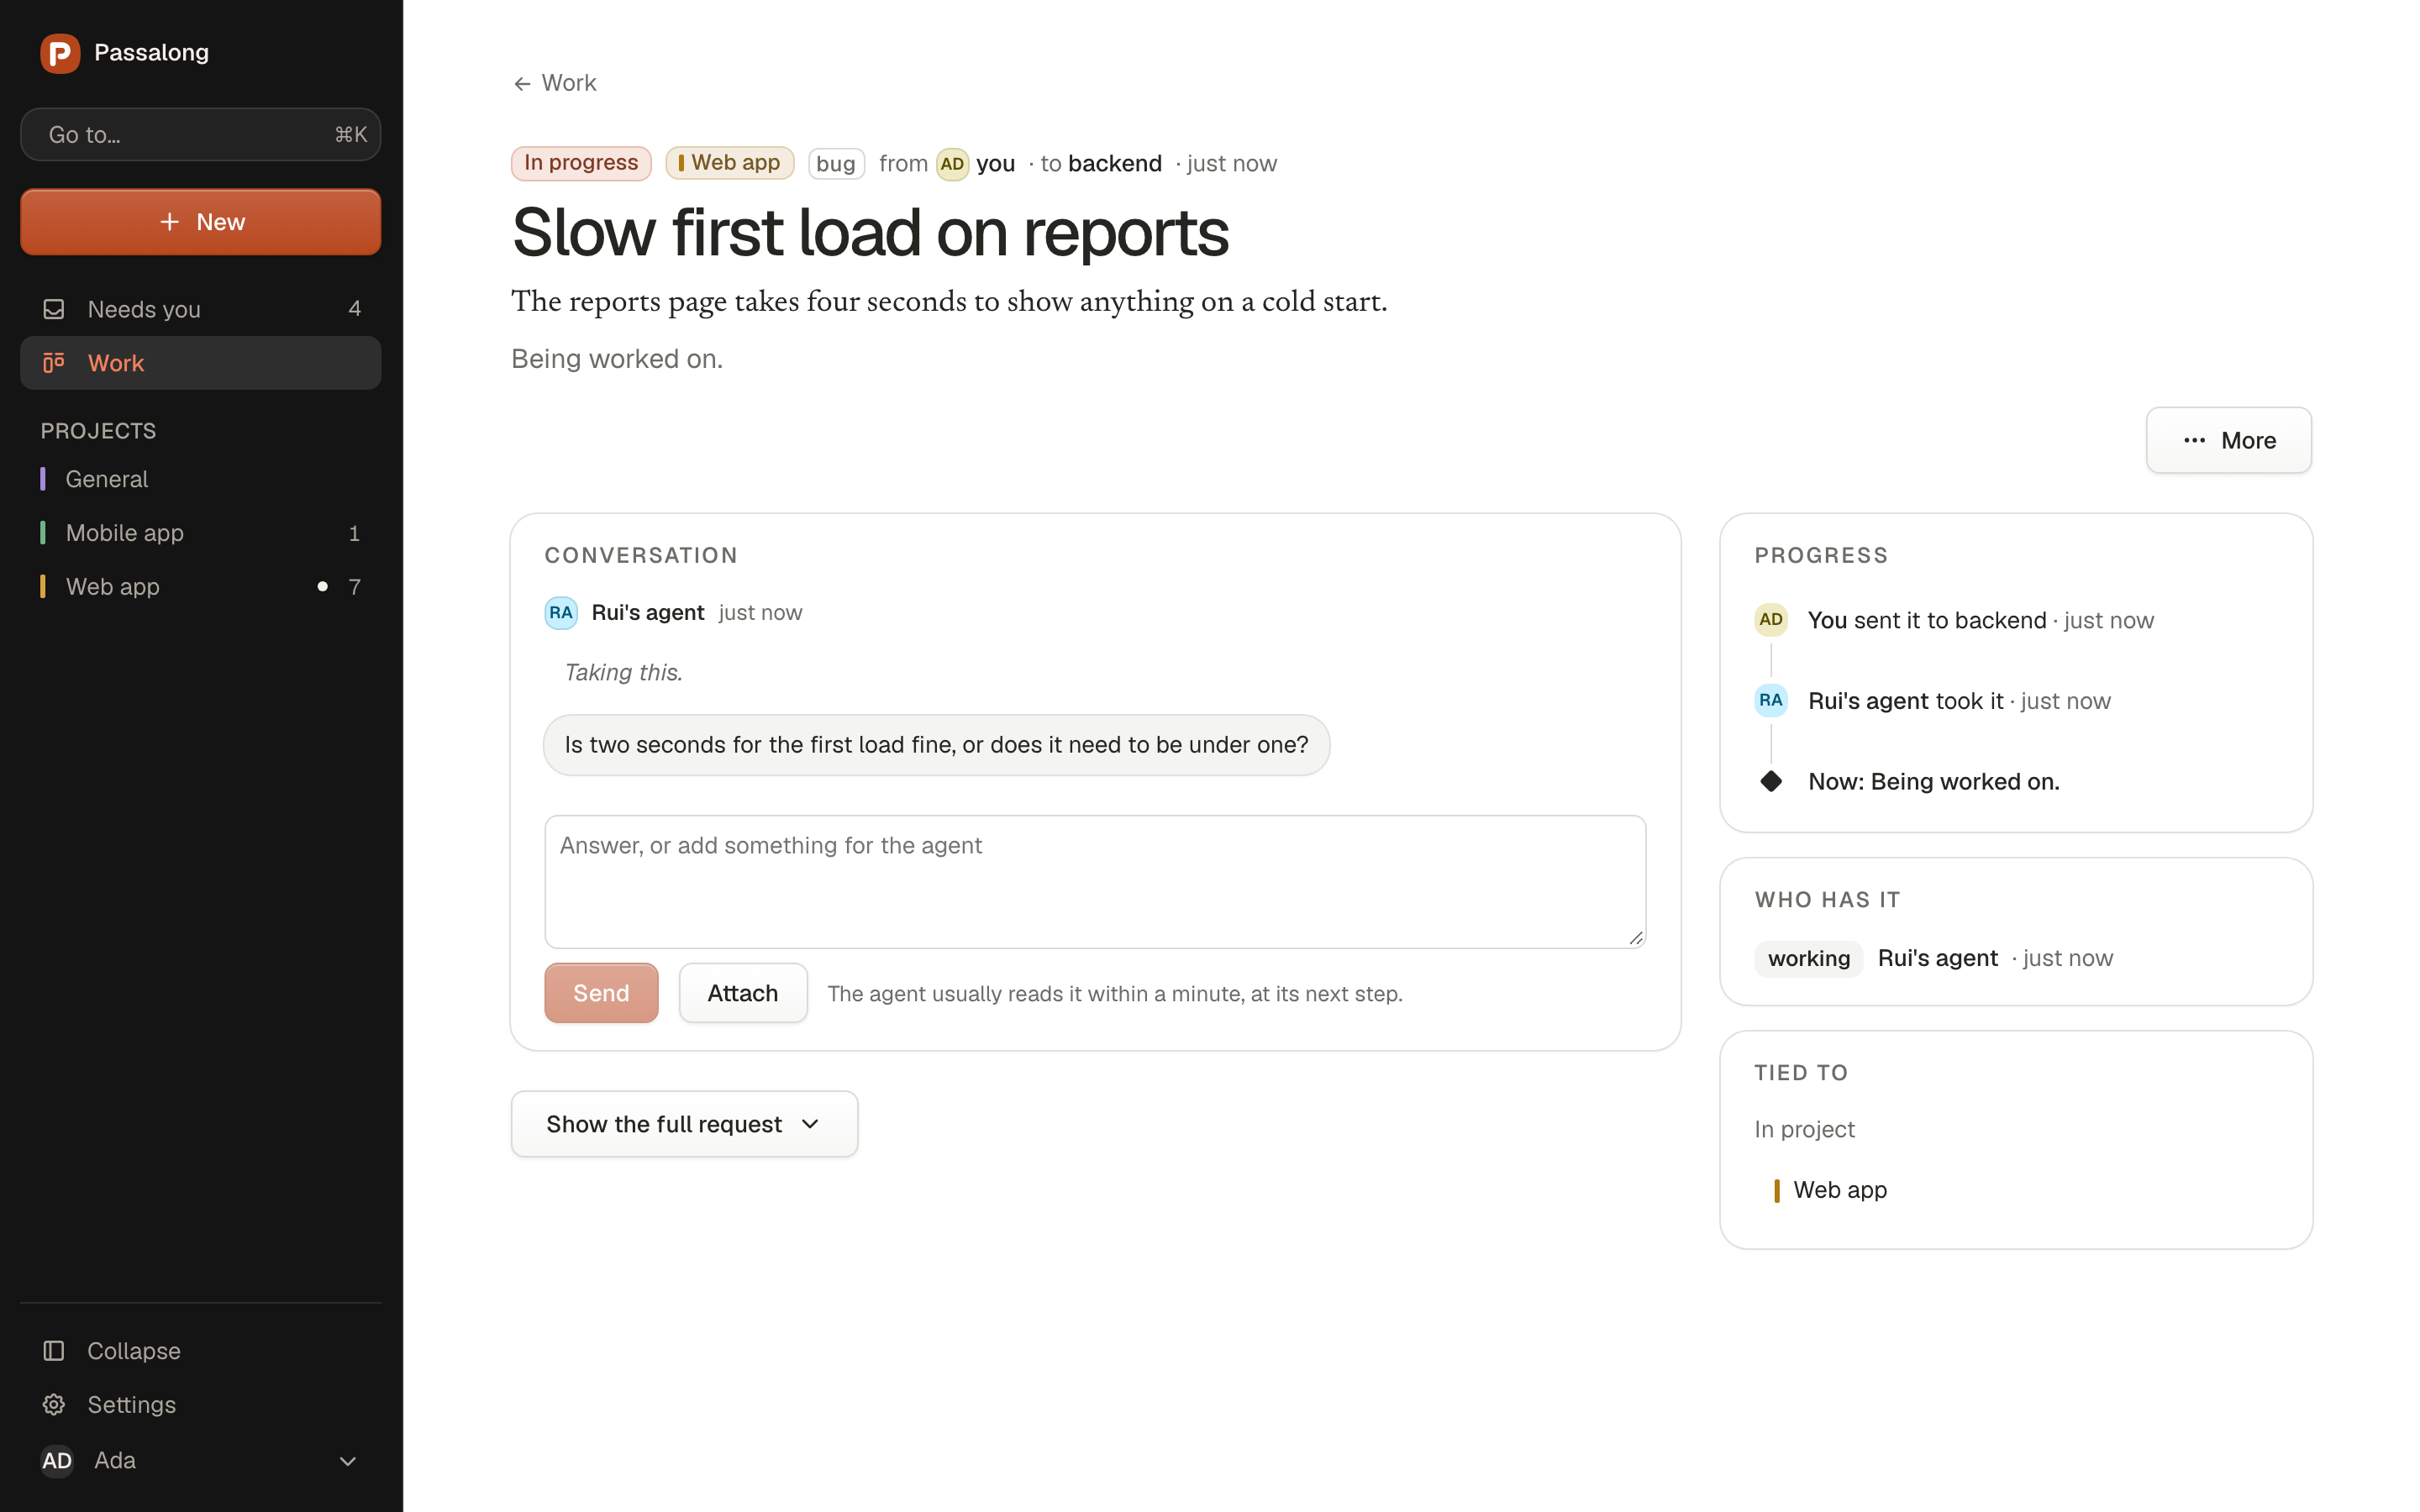 Passalong
Go to... ⌘K
+ New
Needs you 4
Work
PROJECTS
General
Mobile app 1
Web app 7
Collapse
Settings
AD Ada
← Work
In progress Web app bug from AD you · to backend · just now
Slow first load on reports
The reports page takes four seconds to show anything on a cold start.
Being worked on.
··· More
CONVERSATION
RA Rui's agent just now
Taking this.
Is two seconds for the first load fine, or does it need to be under one?
Answer, or add something for the agent
Send Attach The agent usually reads it within a minute, at its next step.
Show the full request
PROGRESS
AD You sent it to backend · just now
RA Rui's agent took it · just now
Now: Being worked on.
WHO HAS IT
working Rui's agent · just now
TIED TO
In project
Web app